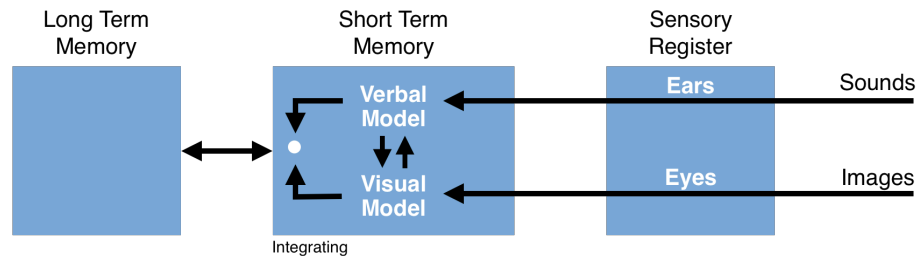 Long Term
Memory
Short Term
Memory
Sensory
Register
Verbal
Model
Ears
Sounds
Visual
Model
Eyes
Images
Integrating